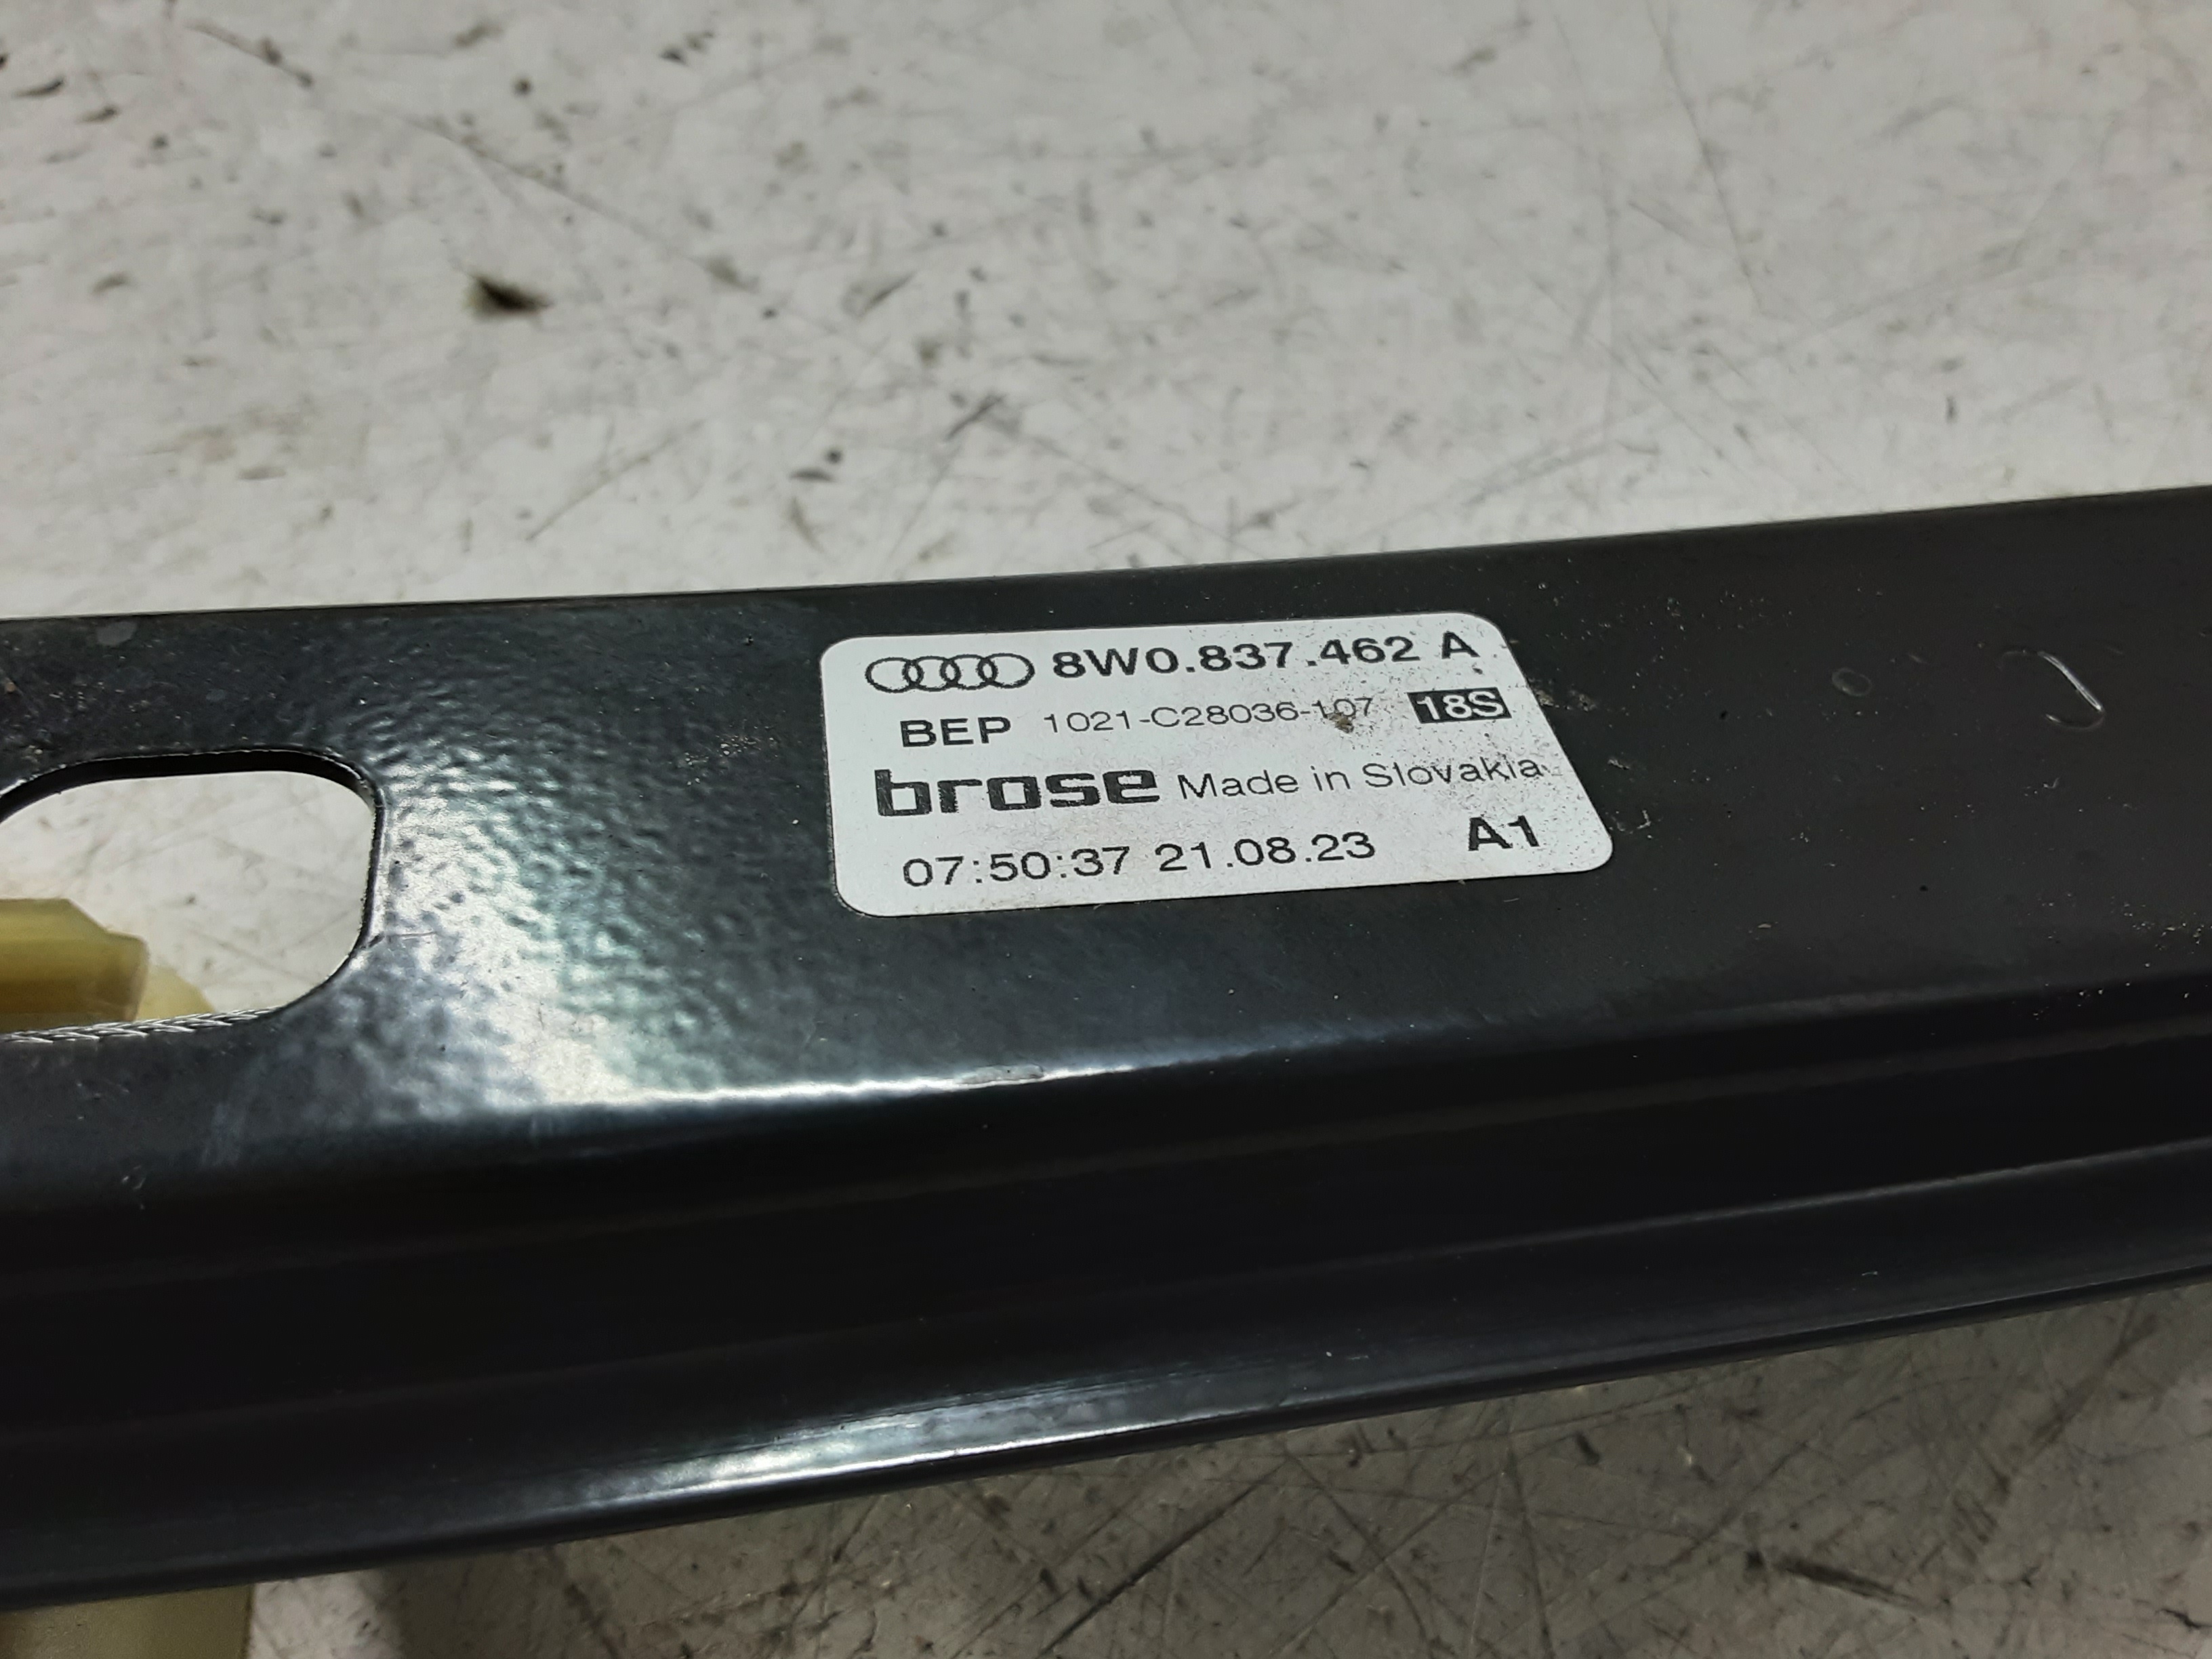 8W0.837.462 A
BEP 1021-C28036-107 18S
brose Made in Slovakia
07:50:37 21.08.23 A1